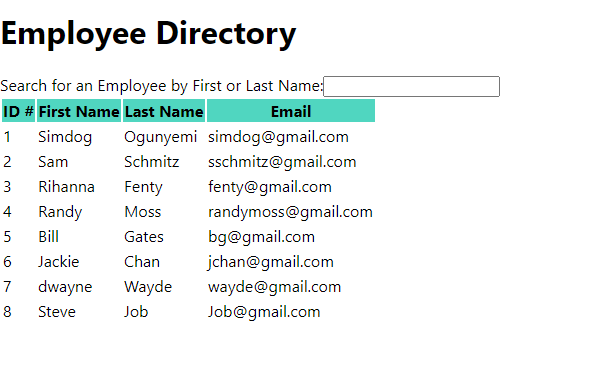 Employee Directory
Search for an Employee by First or Last Name:
ID # First Name Last Name Email
1 Simdog Ogunyemi simdog@gmail.com
2 Sam Schmitz sschmitz@gmail.com
3 Rihanna Fenty fenty@gmail.com
4 Randy Moss randymoss@gmail.com
5 Bill Gates bg@gmail.com
6 Jackie Chan jchan@gmail.com
7 dwayne Wayde wayde@gmail.com
8 Steve Job Job@gmail.com